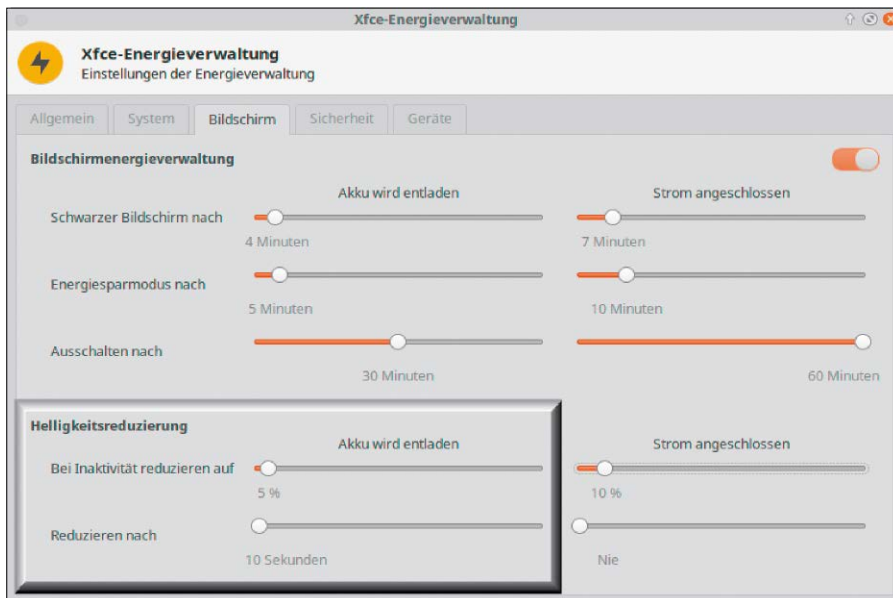 Xfce-Energieverwaltung
Xfce-Energieverwaltung
Einstellungen der Energieverwaltung
Allgemein System Bildschirm Sicherheit Geräte
Bildschirmenergieverwaltung
Akku wird entladen Strom angeschlossen
Schwarzer Bildschirm nach
4 Minuten 7 Minuten
Energiesparmodus nach
5 Minuten 10 Minuten
Ausschalten nach
30 Minuten 60 Minuten
Helligkeitsreduzierung
Akku wird entladen Strom angeschlossen
Bei Inaktivität reduzieren auf
5 % 10 %
Reduzieren nach
10 Sekunden Nie